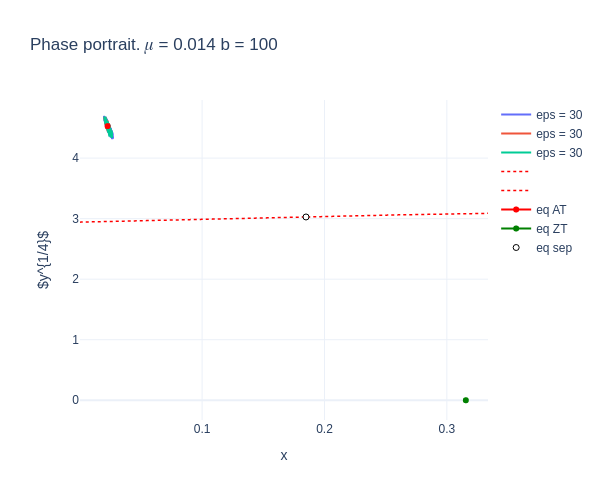 Phase portrait. μ = 0.014 b = 100
eps = 30
eps = 30
eps = 30
eq AT
eq ZT
eq sep
$y^{1/4}$
4
3
2
1
0
0.1
0.2
0.3
x